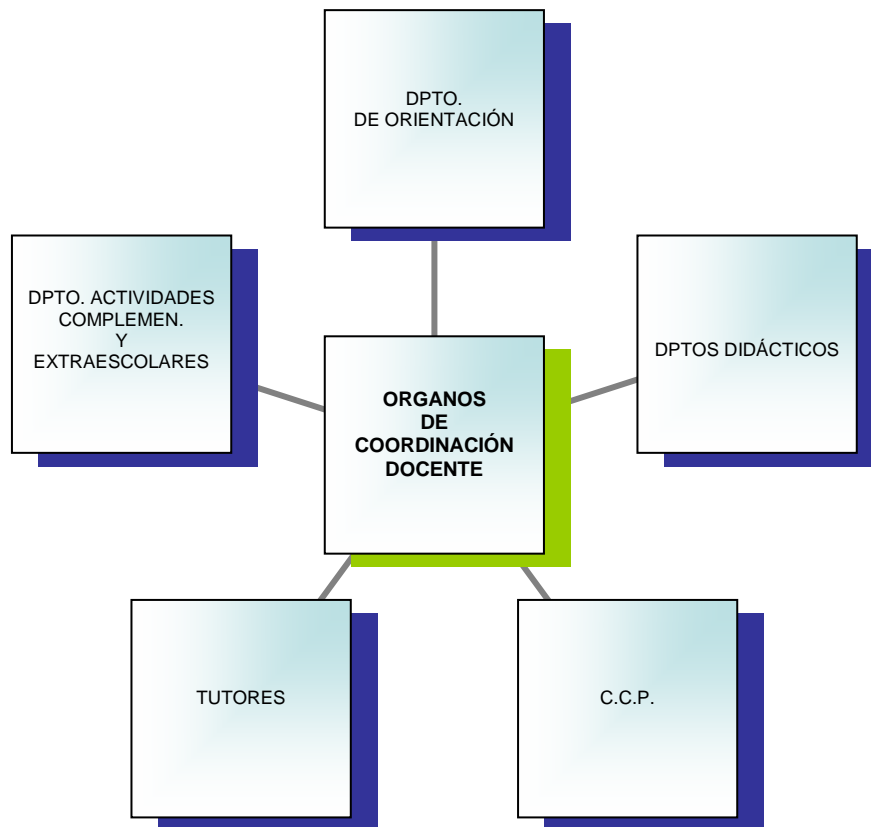 DPTO.
DE ORIENTACIÓN
DPTO. ACTIVIDADES
COMPLEMEN.
Y
EXTRAESCOLARES
DPTOS DIDÁCTICOS
ORGANOS
DE
COORDINACIÓN
DOCENTE
TUTORES
C.C.P.